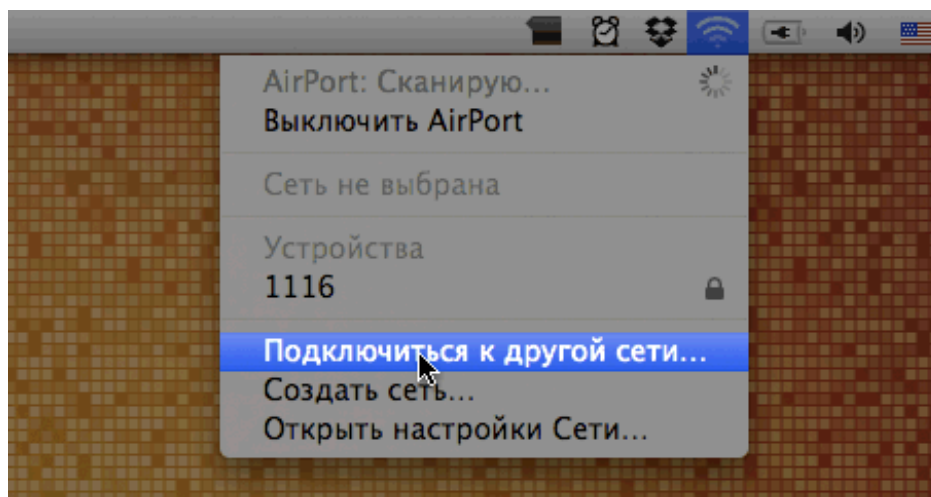 AirPort: Сканирую...
Выключить AirPort
Сеть не выбрана
Устройства
1116
Подключиться к другой сети...
Создать сеть...
Открыть настройки Сети...